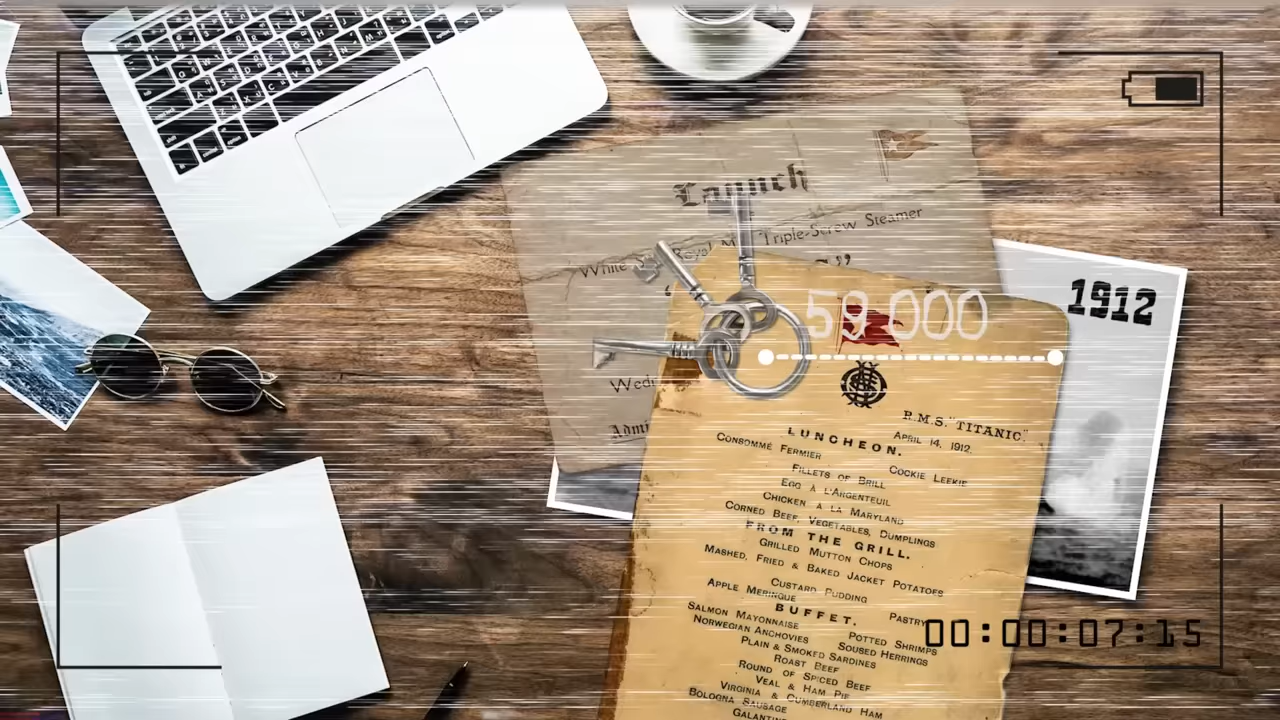 Launch
White Royal Triple-Screw Steamer
1912
59 000
R.M.S. "TITANIC."
APRIL 14, 1912.
LUNCHEON.
CONSOMMÉ FERMIER COCKIE LEEKIE
FILLETS OF BRILL
EGG À L'ARGENTEUIL
CHICKEN À LA MARYLAND
CORNED BEEF, VEGETABLES, DUMPLINGS
FROM THE GRILL.
GRILLED MUTTON CHOPS
MASHED, FRIED & BAKED JACKET POTATOES
CUSTARD PUDDING
APPLE MERINGUE PASTRY
BUFFET.
SALMON MAYONNAISE POTTED SHRIMPS
NORWEGIAN ANCHOVIES SOUSED HERRINGS
PLAIN & SMOKED SARDINES
ROAST BEEF
ROUND OF SPICED BEEF
VEAL & HAM PIE
VIRGINIA & CUMBERLAND HAM
BOLOGNA SAUSAGE
00:00:07:15